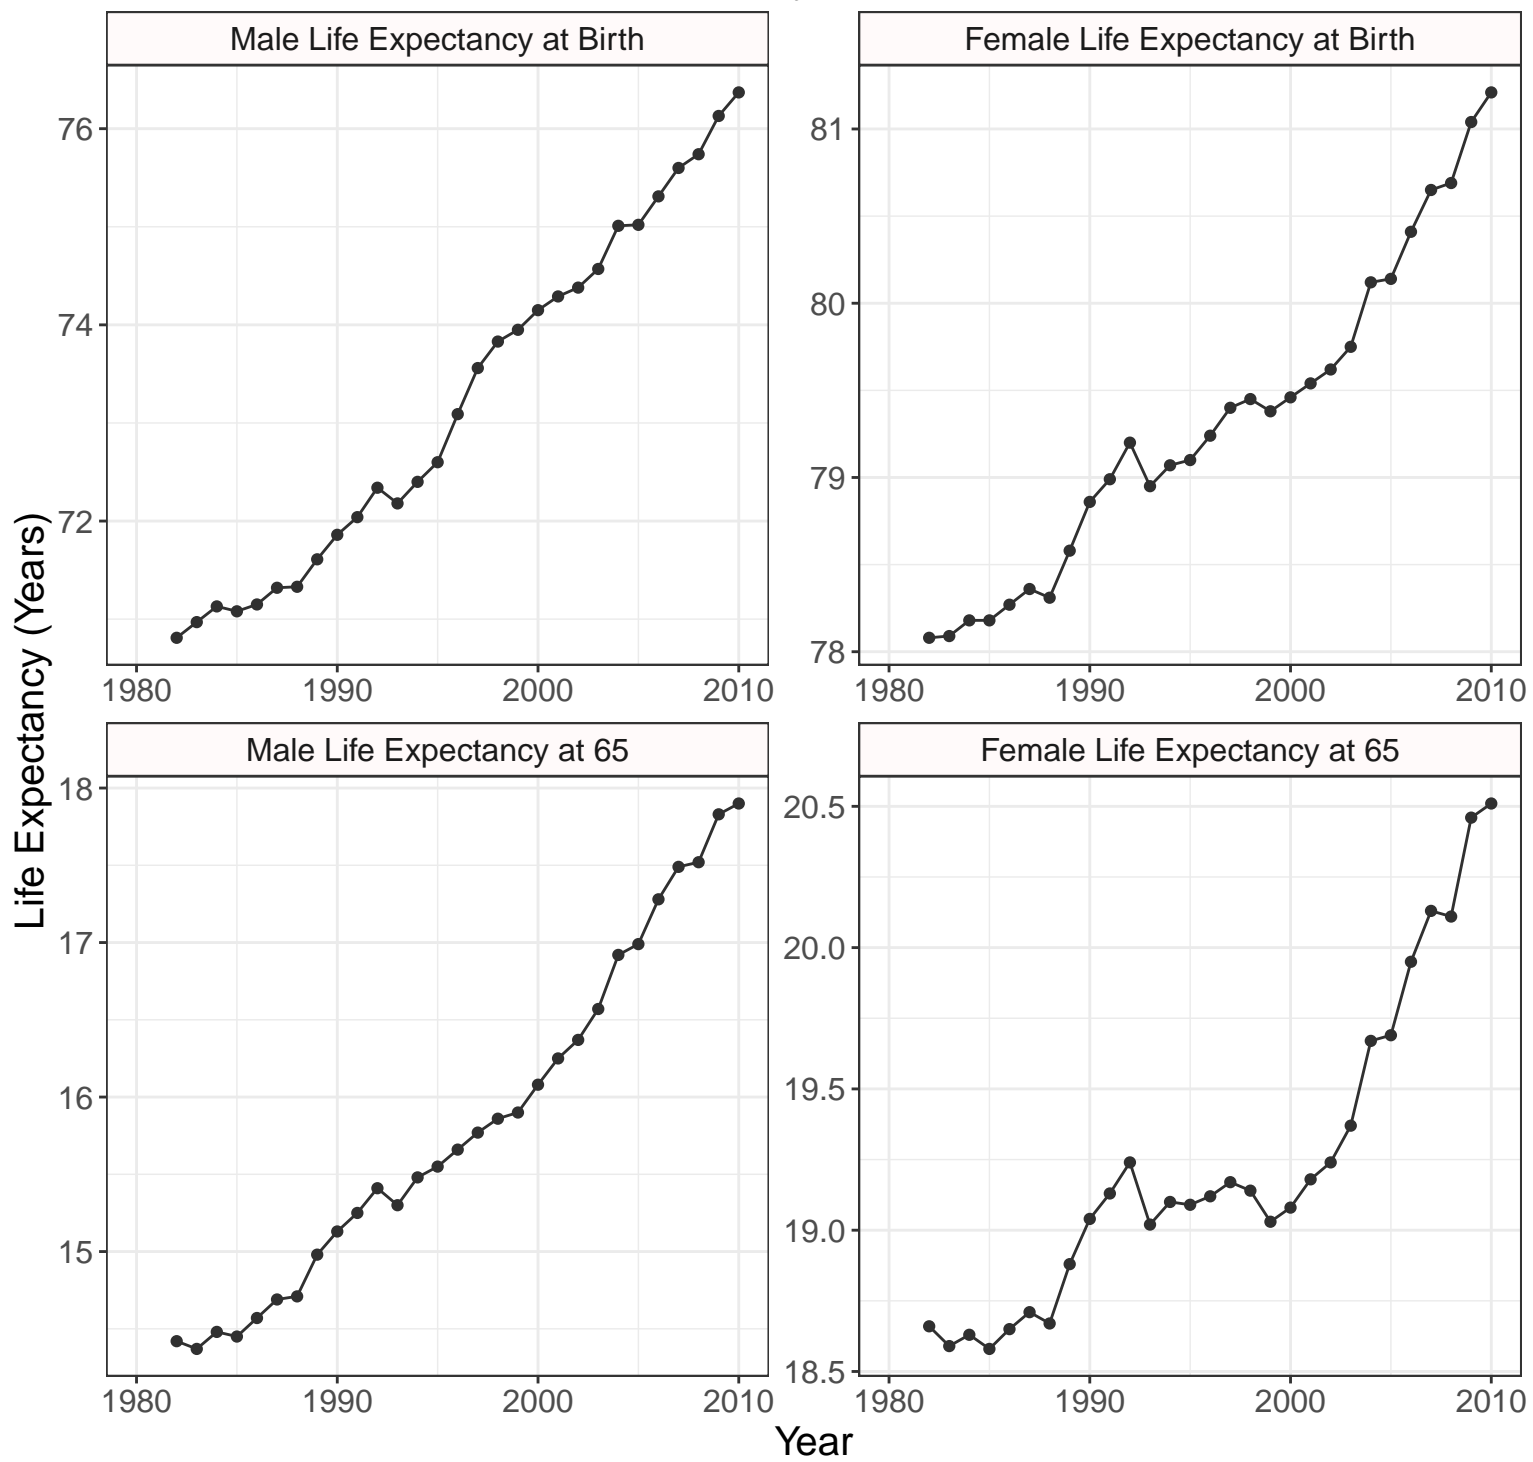 Male Life Expectancy at Birth
Female Life Expectancy at Birth
76
74
72
81
80
79
78
1980 1990 2000 2010
1980 1990 2000 2010
Life Expectancy (Years)
Male Life Expectancy at 65
Female Life Expectancy at 65
18
17
16
15
20.5
20.0
19.5
19.0
18.5
1980 1990 2000 2010
1980 1990 2000 2010
Year